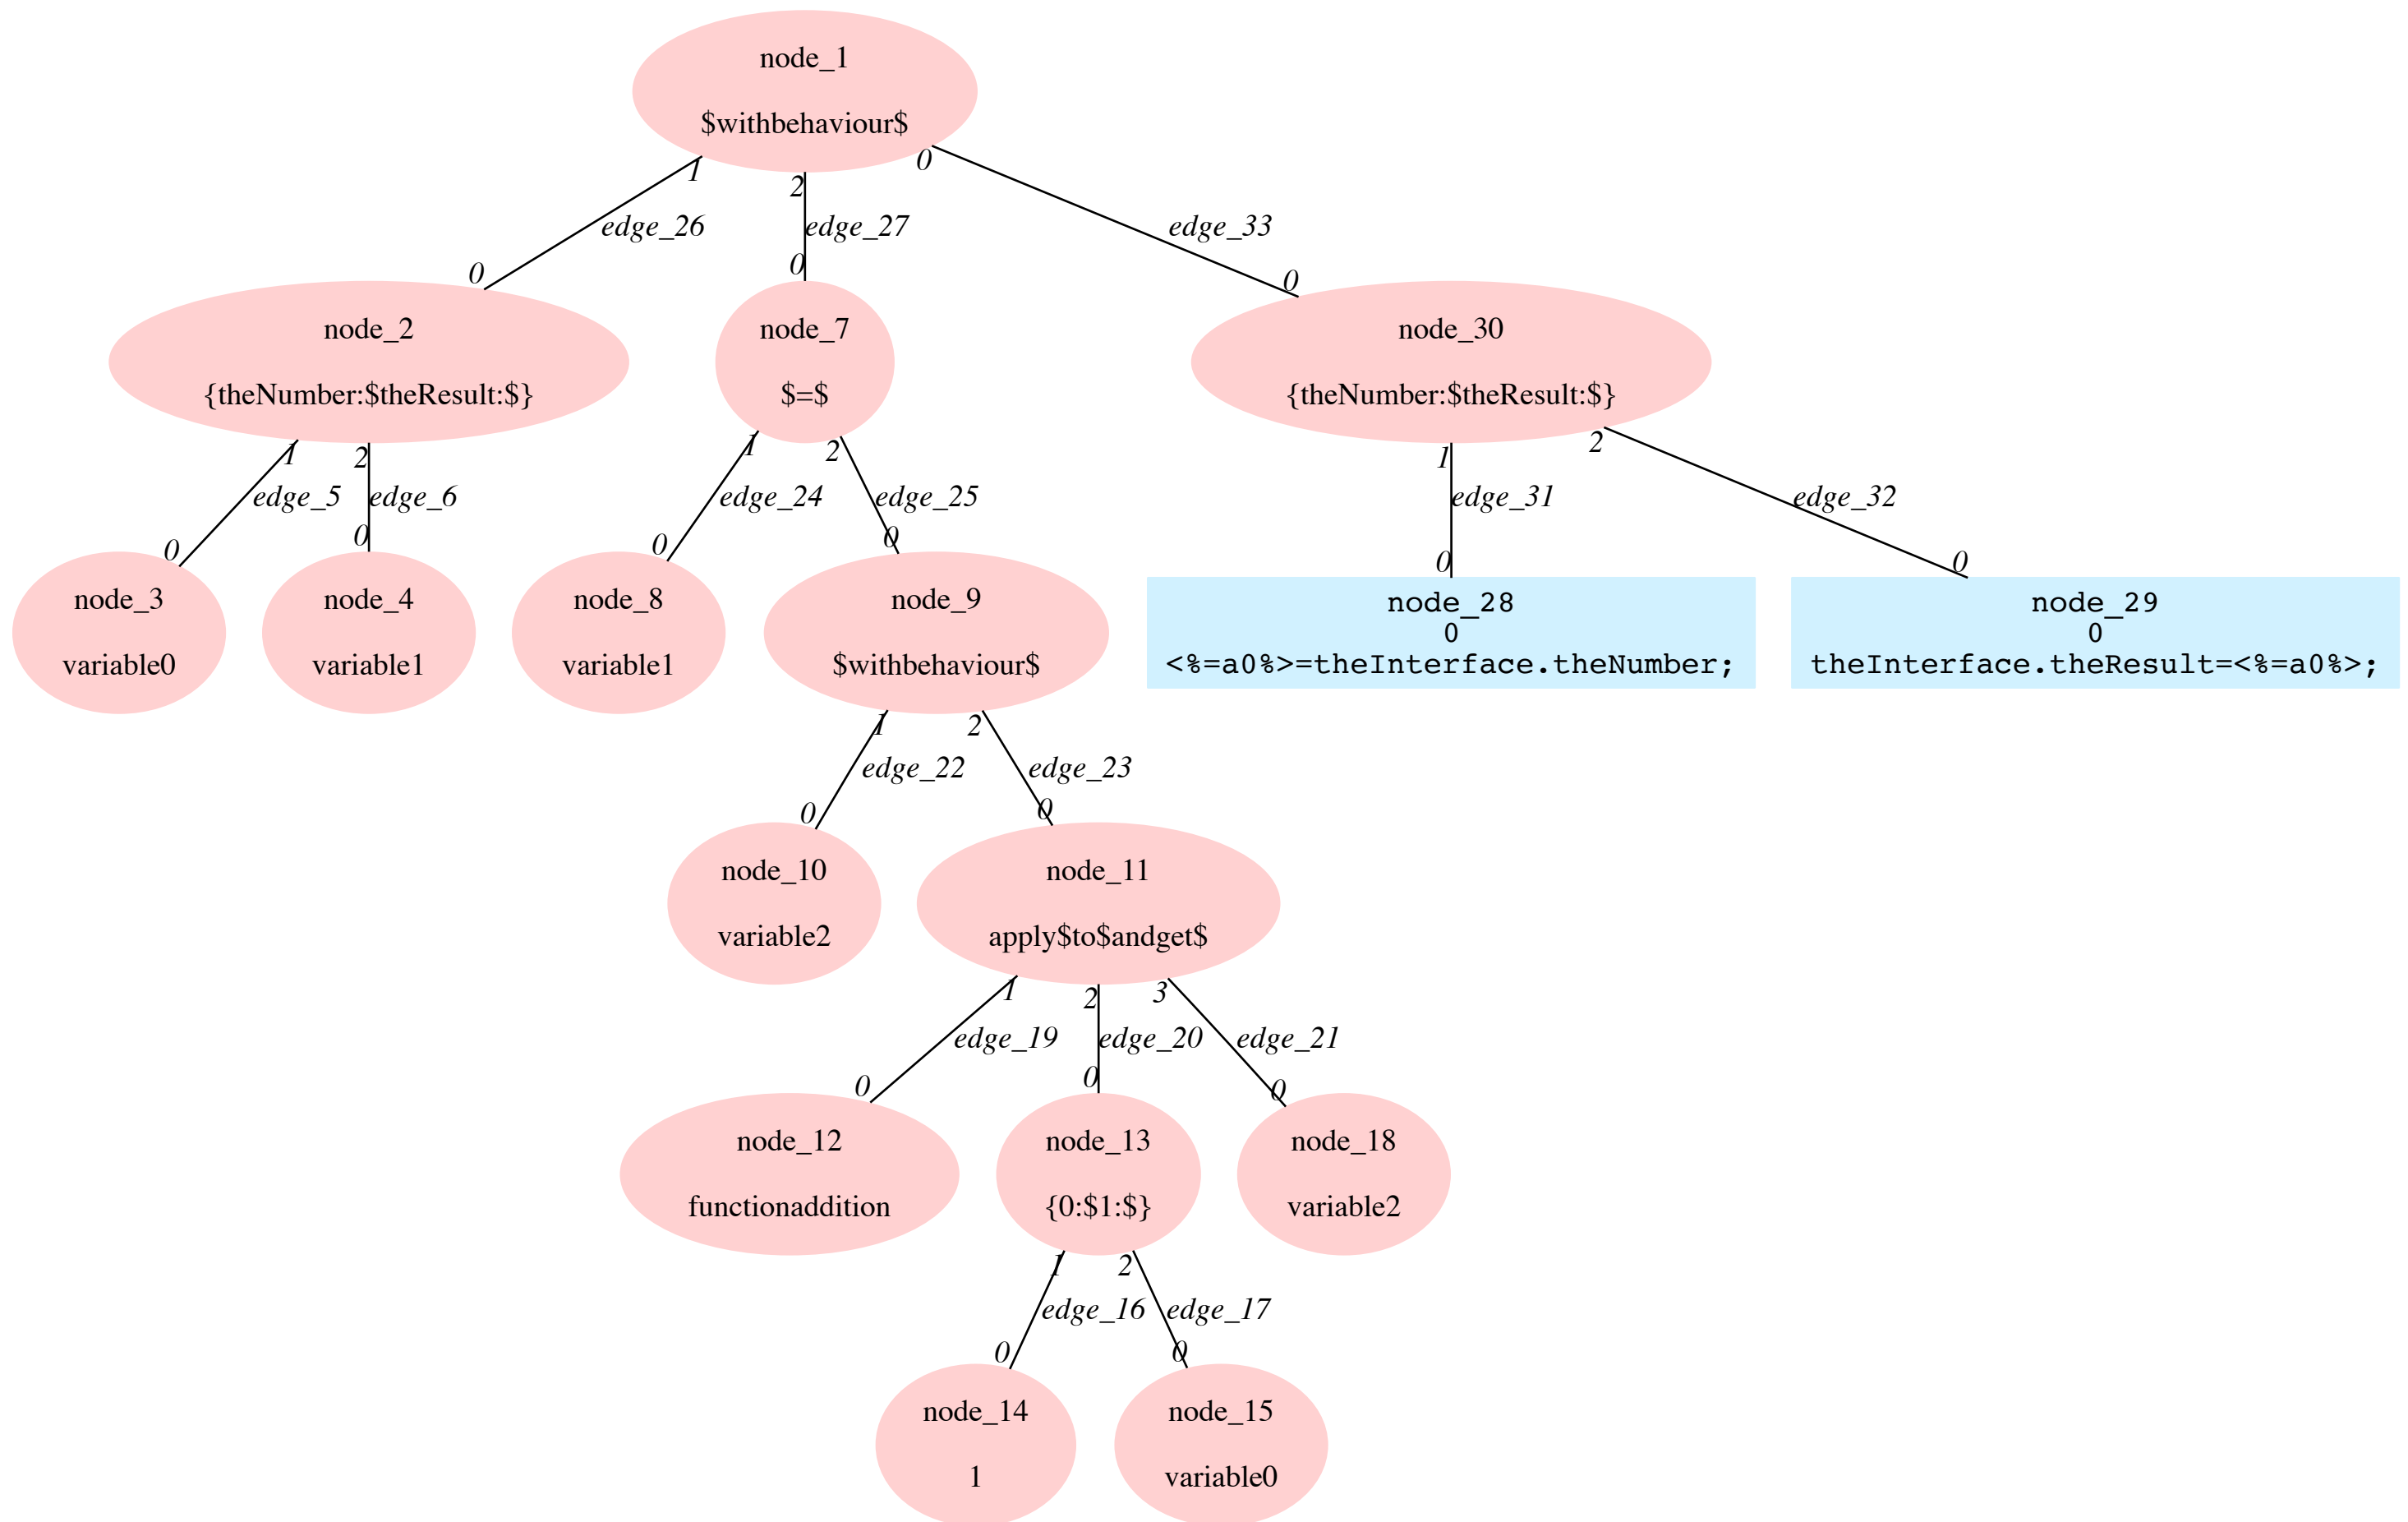 node_1
$withbehaviour$
1
2
0
edge_26
edge_27
edge_33
0
0
0
node_2
{theNumber:$theResult:$}
node_7
$=$
node_30
{theNumber:$theResult:$}
1
2
1
2
1
2
edge_5
edge_6
edge_24
edge_25
edge_31
edge_32
0
0
0
0
0
0
node_3
variable0
node_4
variable1
node_8
variable1
node_9
$withbehaviour$
node_28
0
<%=a0%>=theInterface.theNumber;
node_29
0
theInterface.theResult=<%=a0%>;
1
2
edge_22
edge_23
0
0
node_10
variable2
node_11
apply$to$andget$
1
2
3
edge_19
edge_20
edge_21
0
0
0
node_12
functionaddition
node_13
{0:$1:$}
node_18
variable2
1
2
edge_16
edge_17
0
0
node_14
1
node_15
variable0